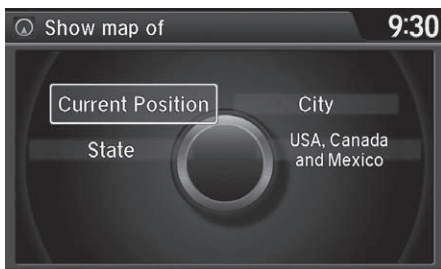 Show map of
9:30
Current Position
City
State
USA, Canada
and Mexico